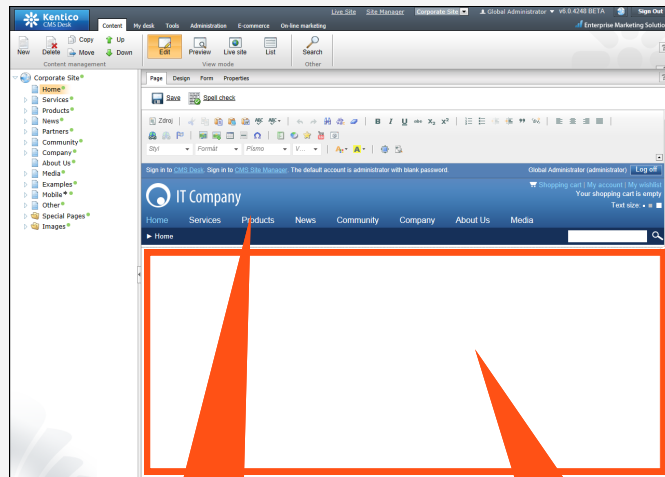 Kentico
CMS Desk
Live Site Site Manager Corporate Site Global Administrator v6.0.4248 BETA Sign Out
Content My desk Tools Administration E-commerce On-line marketing Enterprise Marketing Solution
New Delete Copy Move Up Down Edit Preview Live site List Search
Content management View mode Other
Corporate Site
Home
Services
Products
News
Partners
Community
Company
About Us
Media
Examples
Mobile
Other
Special Pages
Images
Page Design Form Properties
Save Spell check
Zdroj
Styl Formát Písmo V...
Sign in to CMS Desk. Sign in to CMS Site Manager. The default account is administrator with blank password. Global Administrator (administrator) Log off
Shopping cart | My account | My wishlist
Your shopping cart is empty
IT Company
Text size:
Home Services Products News Community Company About Us Media
Home